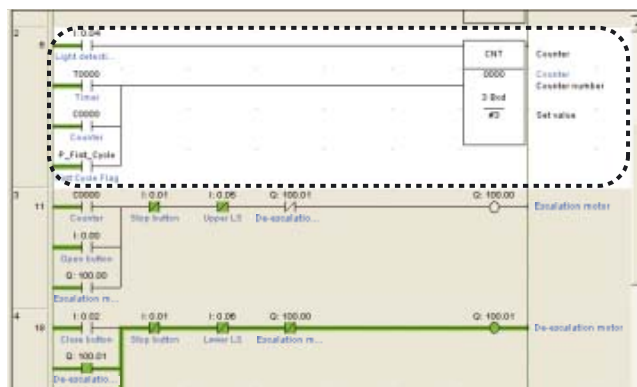 2
I: 0.04
CNT Counter
Light detecti...
T0000
0000 Counter
Counter number
Timer
3 Bcd
C0000
#3 Set value
Counter
P_First_Cycle
First Cycle Flag
3
11
C0000 I: 0.01 I: 0.05 Q: 100.01 Q: 100.00
Counter Stop button Upper LS De-escalatio... Escalation motor
I: 0.00
Open button
Q: 100.00
Escalation m...
4
18
I: 0.02 I: 0.01 I: 0.06 Q: 100.00 Q: 100.01
Close button Stop button Lower LS Escalation m... De-escalation motor
Q: 100.01
De-escalatio...